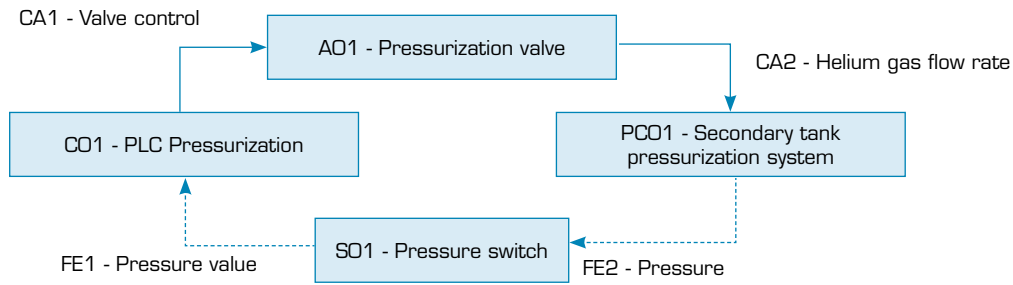 CA1 - Valve control
AO1 - Pressurization valve
CA2 - Helium gas flow rate
CO1 - PLC Pressurization
PCO1 - Secondary tank
pressurization system
SO1 - Pressure switch
FE1 - Pressure value
FE2 - Pressure